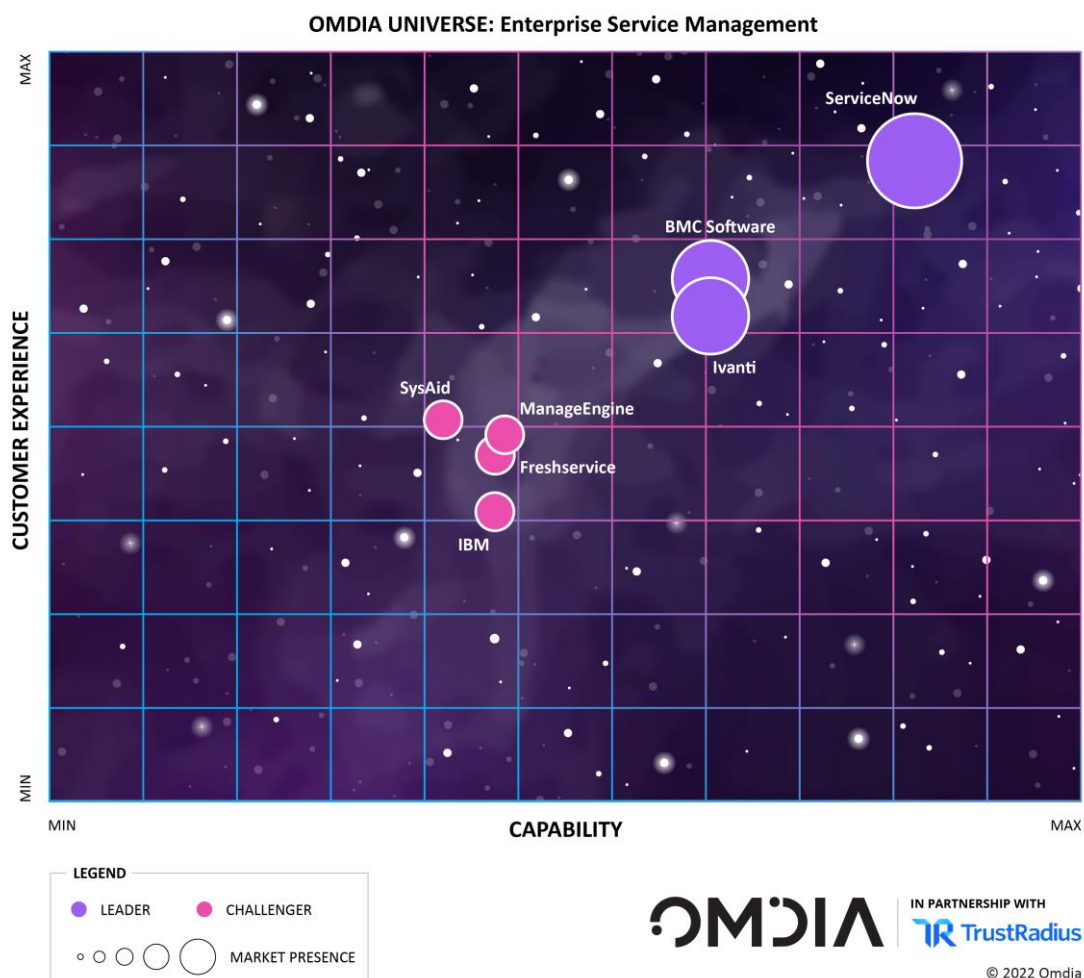 OMDIA UNIVERSE: Enterprise Service Management
MAX
ServiceNow
BMC Software
Ivanti
SysAid
ManageEngine
Freshservice
IBM
CUSTOMER EXPERIENCE
MIN
MIN
CAPABILITY
MAX
LEGEND
LEADER
CHALLENGER
MARKET PRESENCE
OMDIA
IN PARTNERSHIP WITH
TR TrustRadius
© 2022 Omdia